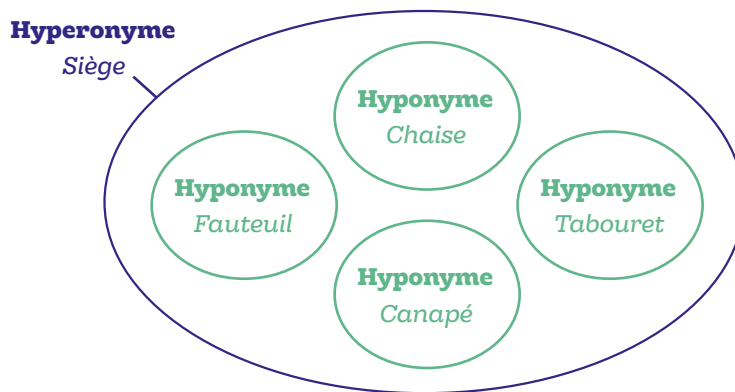 Hyperonyme
Siège
Hyponyme
Chaise
Hyponyme
Fauteuil
Hyponyme
Tabouret
Hyponyme
Canapé